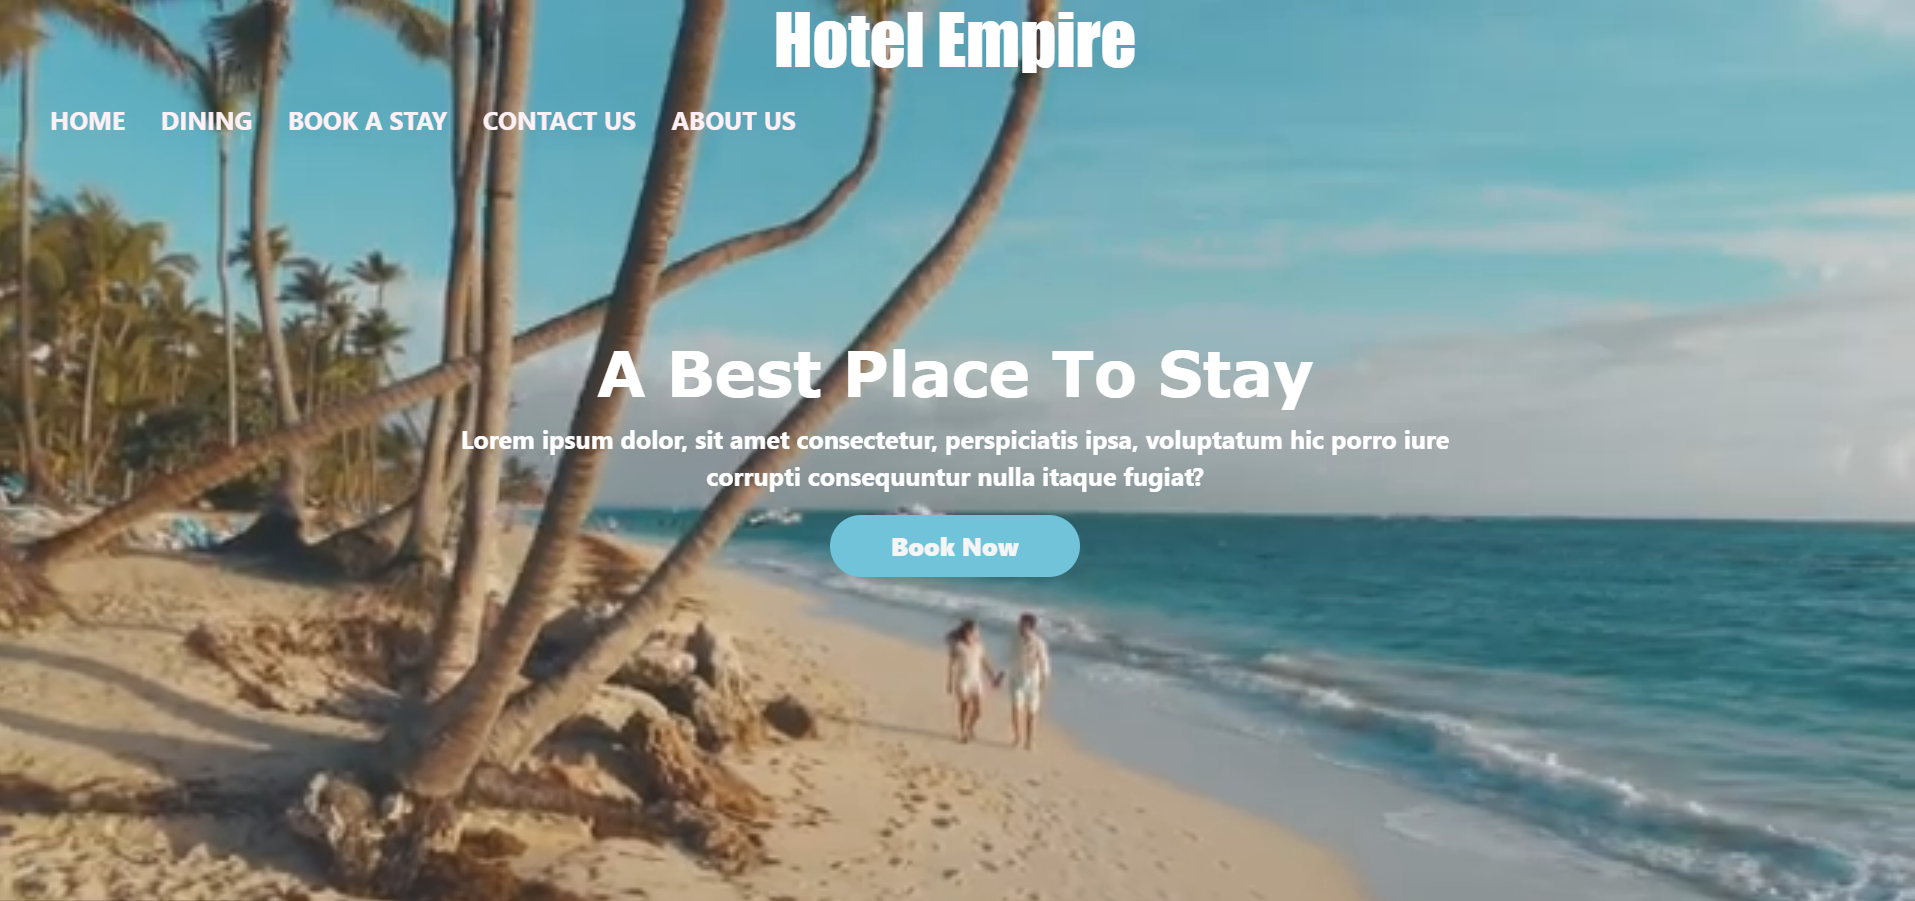 Hotel Empire
HOME DINING BOOK A STAY CONTACT US ABOUT US
A Best Place To Stay
Lorem ipsum dolor, sit amet consectetur, perspiciatis ipsa, voluptatum hic porro iure
corrupti consequuntur nulla itaque fugiat?
Book Now